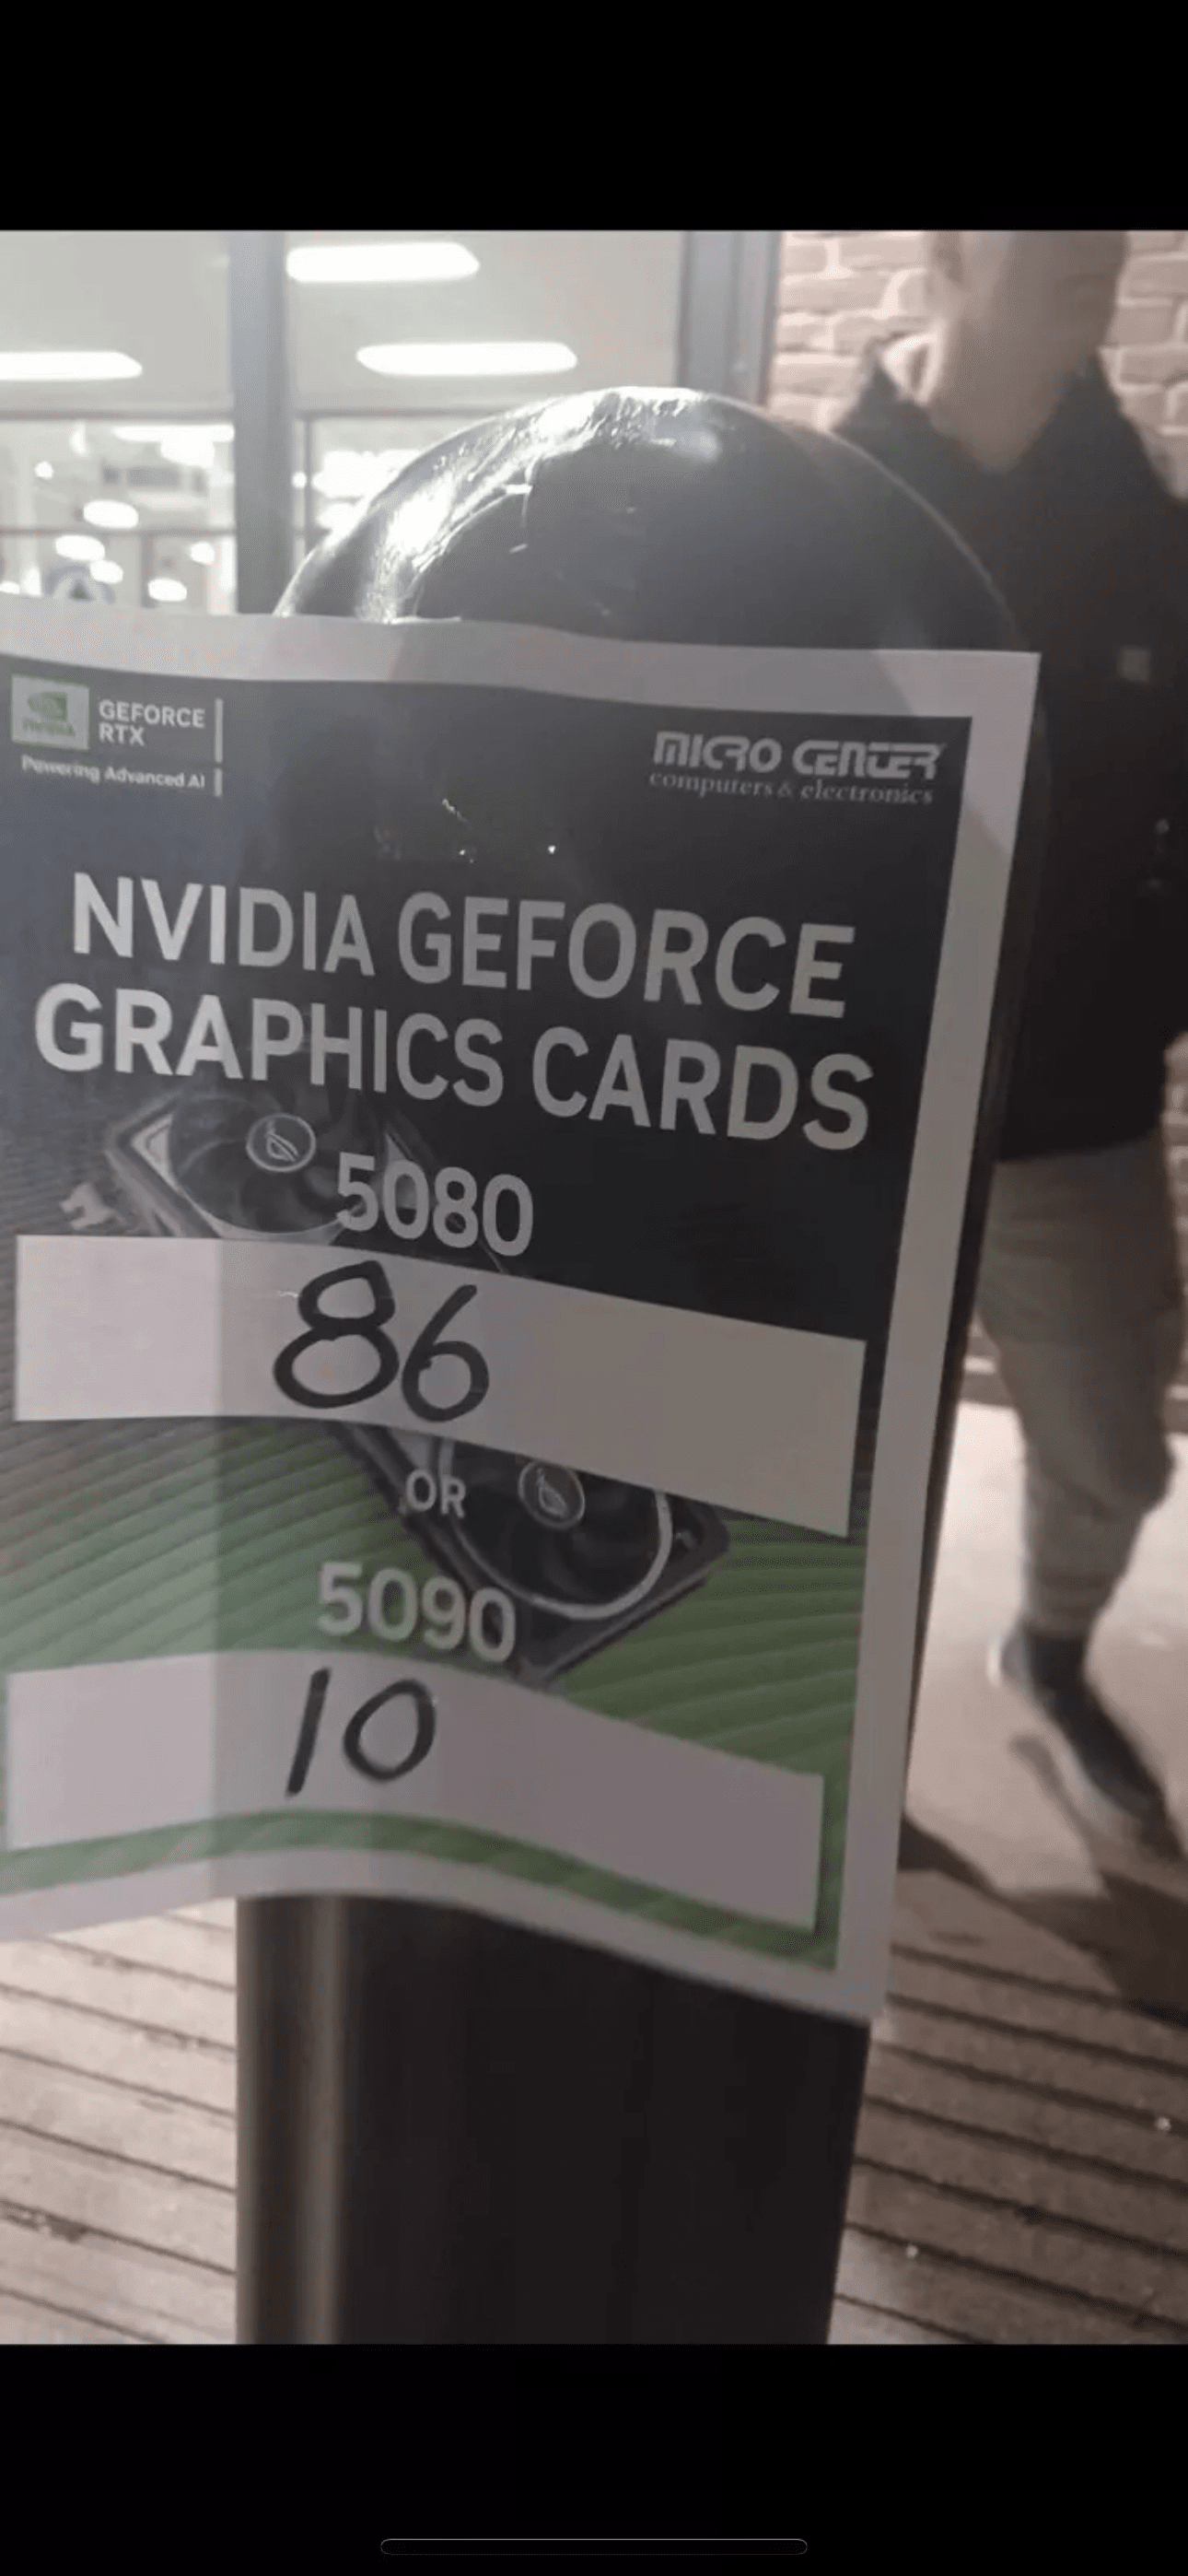 GEFORCE
RTX
Powering Advanced AI
MICRO CENTER
computers & electronics
NVIDIA GEFORCE
GRAPHICS CARDS
5080
86
OR
5090
10